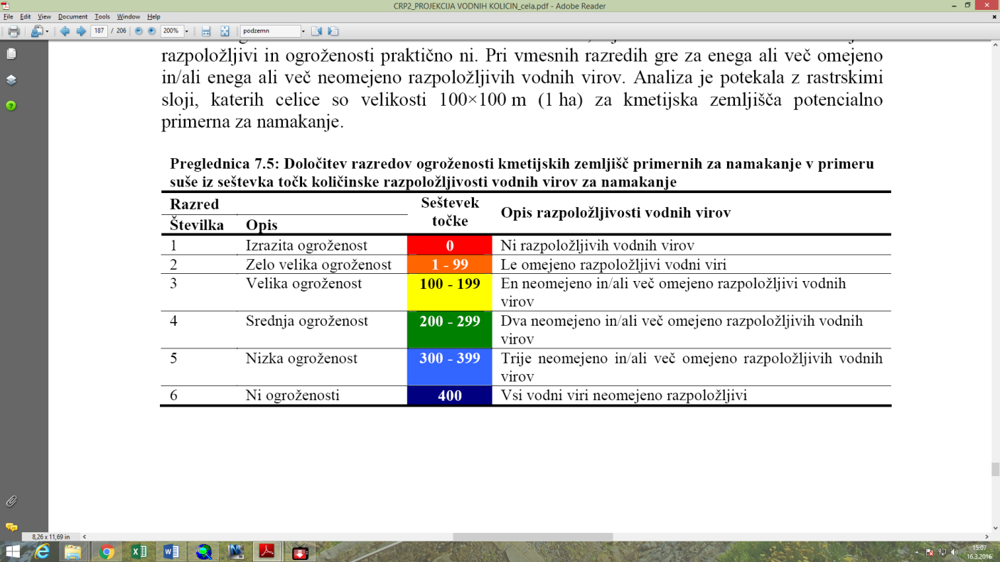 CRP2_PROJEKCIJA VODNIH KOLICIN_cela.pdf - Adobe Reader
File Edit View Document Tools Window Help
187 / 206 200% podzemn
razpoložljivi in ogroženosti praktično ni. Pri vmesnih razredih gre za enega ali več omejeno
in/ali enega ali več neomejeno razpoložljivih vodnih virov. Analiza je potekala z rastrskimi
sloji, katerih celice so velikosti 100×100 m (1 ha) za kmetijska zemljišča potencialno
primerna za namakanje.
Preglednica 7.5: Določitev razredov ogroženosti kmetijskih zemljišč primernih za namakanje v primeru
suše iz seštevka točk količinske razpoložljivosti vodnih virov za namakanje
Razred
Številka Opis
Seštevek
točke
Opis razpoložljivosti vodnih virov
1 Izrazita ogroženost 0 Ni razpoložljivih vodnih virov
2 Zelo velika ogroženost 1 - 99 Le omejeno razpoložljivi vodni viri
3 Velika ogroženost 100 - 199 En neomejeno in/ali več omejeno razpoložljivi vodnih
virov
4 Srednja ogroženost 200 - 299 Dva neomejeno in/ali več omejeno razpoložljivih vodnih
virov
5 Nizka ogroženost 300 - 399 Trije neomejeno in/ali več omejeno razpoložljivih vodnih
virov
6 Ni ogroženosti 400 Vsi vodni viri neomejeno razpoložljivi
8,26 x 11,69 in
15:07
16.3.2016